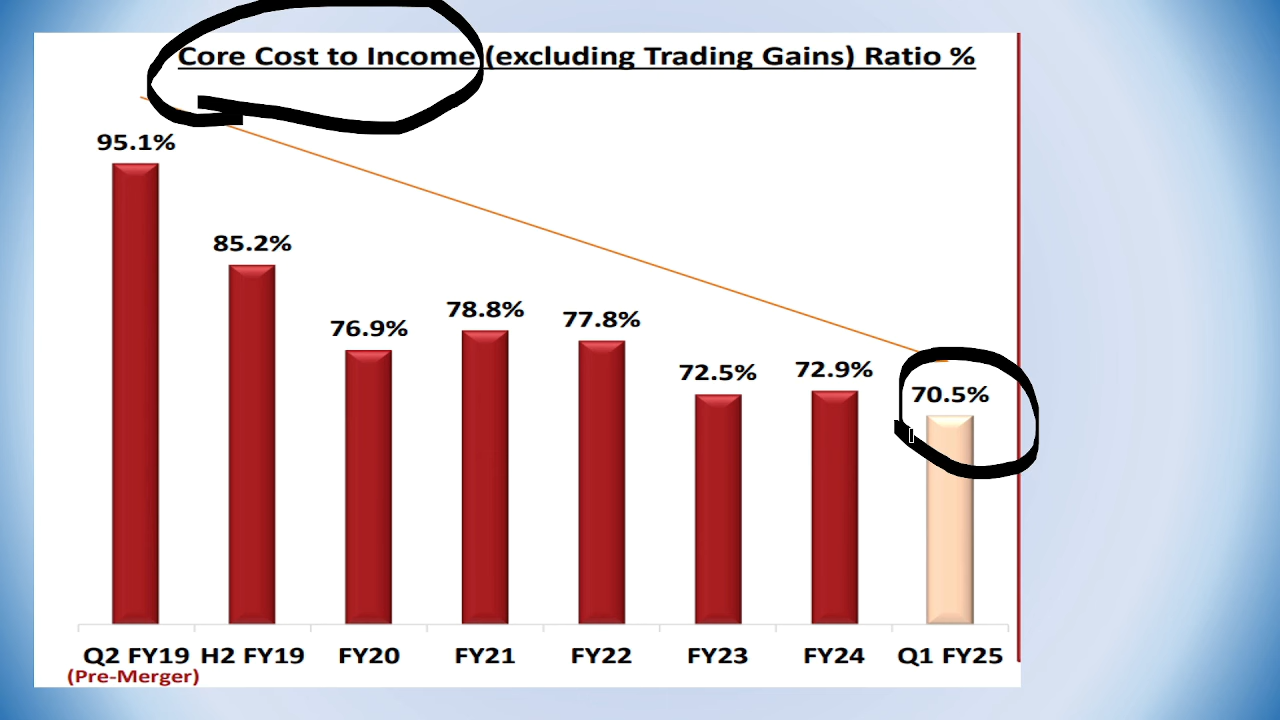 Core Cost to Income (excluding Trading Gains) Ratio %
95.1%
85.2%
76.9%
78.8%
77.8%
72.5%
72.9%
70.5%
Q2 FY19 H2 FY19 FY20 FY21 FY22 FY23 FY24 Q1 FY25
(Pre-Merger)